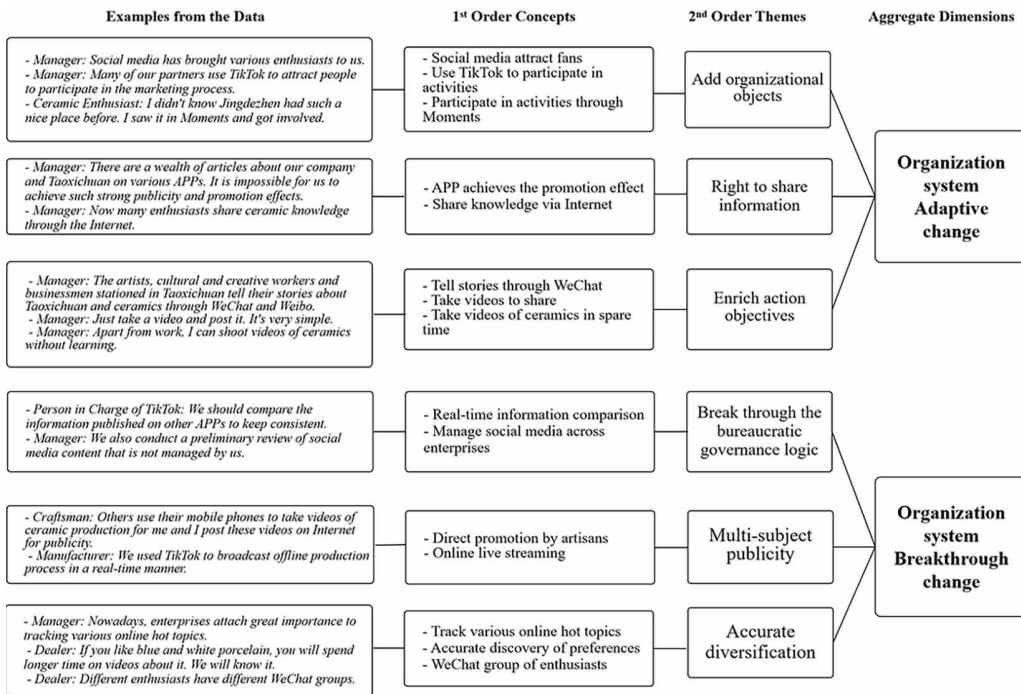 Examples from the Data
1st Order Concepts
2nd Order Themes
Aggregate Dimensions
- Manager: Social media has brought various enthusiasts to us.
- Manager: Many of our partners use TikTok to attract people
to participate in the marketing process.
- Ceramic Enthusiast: I didn't know Jingdezhen had such a
nice place before. I saw it in Moments and got involved.
- Social media attract fans
- Use TikTok to participate in
activities
- Participate in activities through
Moments
Add organizational
objects
- Manager: There are a wealth of articles about our company
and Taoxichuan on various APPs. It is impossible for us to
achieve such strong publicity and promotion effects.
- Manager: Now many enthusiasts share ceramic knowledge
through the Internet.
- APP achieves the promotion effect
- Share knowledge via Internet
Right to share
information
- Manager: The artists, cultural and creative workers and
businessmen stationed in Taoxichuan tell their stories about
Taoxichuan and ceramics through WeChat and Weibo.
- Manager: Just take a video and post it. It's very simple.
- Manager: Apart from work, I can shoot videos of ceramics
without learning.
- Tell stories through WeChat
- Take videos to share
- Take videos of ceramics in spare
time
Enrich action
objectives
Organization
system
Adaptive
change
- Person in Charge of TikTok: We should compare the
information published on other APPs to keep consistent.
- Manager: We also conduct a preliminary review of social
media content that is not managed by us.
- Real-time information comparison
- Manage social media across
enterprises
Break through the
bureaucratic
governance logic
- Craftsman: Others use their mobile phones to take videos of
ceramic production for me and I post these videos on Internet
for publicity.
- Manufacturer: We used TikTok to broadcast offline production
process in a real-time manner.
- Direct promotion by artisans
- Online live streaming
Multi-subject
publicity
- Manager: Nowadays, enterprises attach great importance to
tracking various online hot topics.
- Dealer: If you like blue and white porcelain, you will spend
longer time on videos about it. We will know it.
- Dealer: Different enthusiasts have different WeChat groups.
- Track various online hot topics
- Accurate discovery of preferences
- WeChat group of enthusiasts
Accurate
diversification
Organization
system
Breakthrough
change